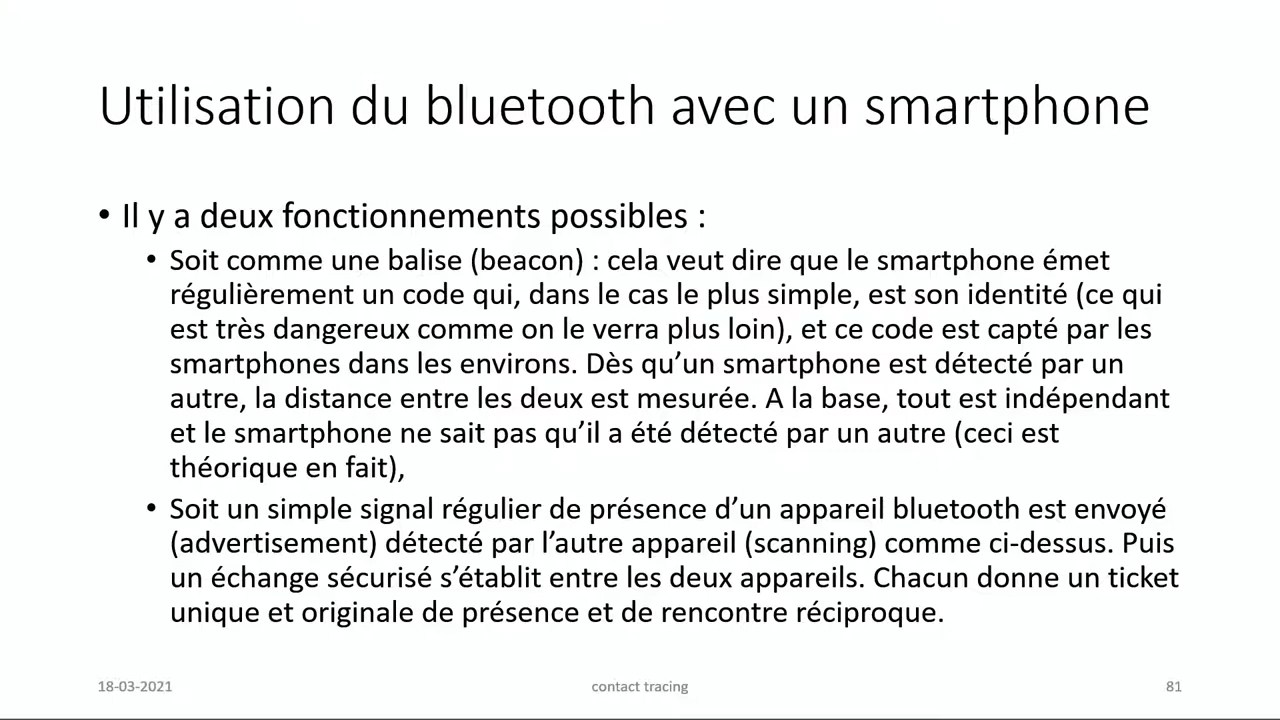 Utilisation du bluetooth avec un smartphone
• Il y a deux fonctionnements possibles :
• Soit comme une balise (beacon) : cela veut dire que le smartphone émet
régulièrement un code qui, dans le cas le plus simple, est son identité (ce qui
est très dangereux comme on le verra plus loin), et ce code est capté par les
smartphones dans les environs. Dès qu’un smartphone est détecté par un
autre, la distance entre les deux est mesurée. A la base, tout est indépendant
et le smartphone ne sait pas qu’il a été détecté par un autre (ceci est
théorique en fait),
• Soit un simple signal régulier de présence d’un appareil bluetooth est envoyé
(advertisement) détecté par l’autre appareil (scanning) comme ci-dessus. Puis
un échange sécurisé s’établit entre les deux appareils. Chacun donne un ticket
unique et originale de présence et de rencontre réciproque.
18-03-2021
contact tracing
81